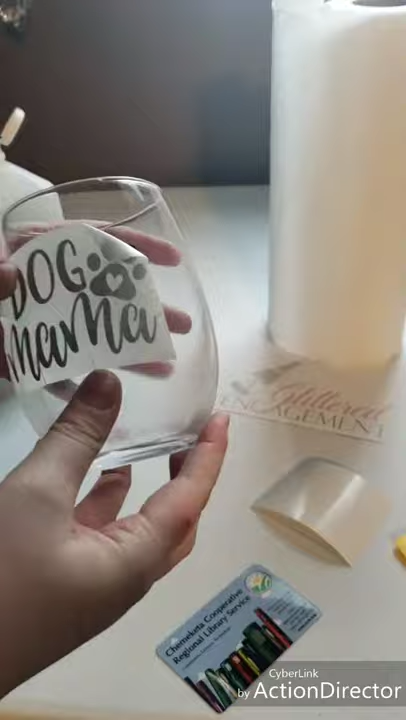 DOG
mama
Glittered
ENGAGEMENT
Chemeketa Cooperative
Regional Library Service
CyberLink
by ActionDirector